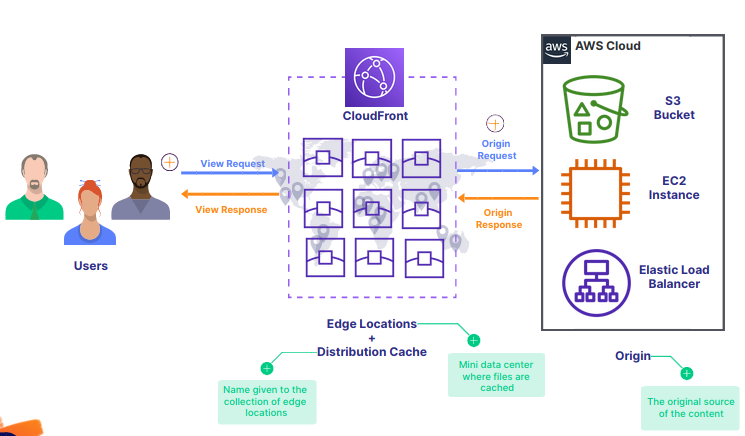 aws
AWS Cloud
CloudFront
S3
Bucket
Origin
Request
View Request
EC2
Instance
View Response
Origin
Response
Users
Elastic Load
Balancer
Edge Locations
+
Distribution Cache
Origin
Mini data center
where files are
cached
Name given to the
collection of edge
locations
The original source
of the content